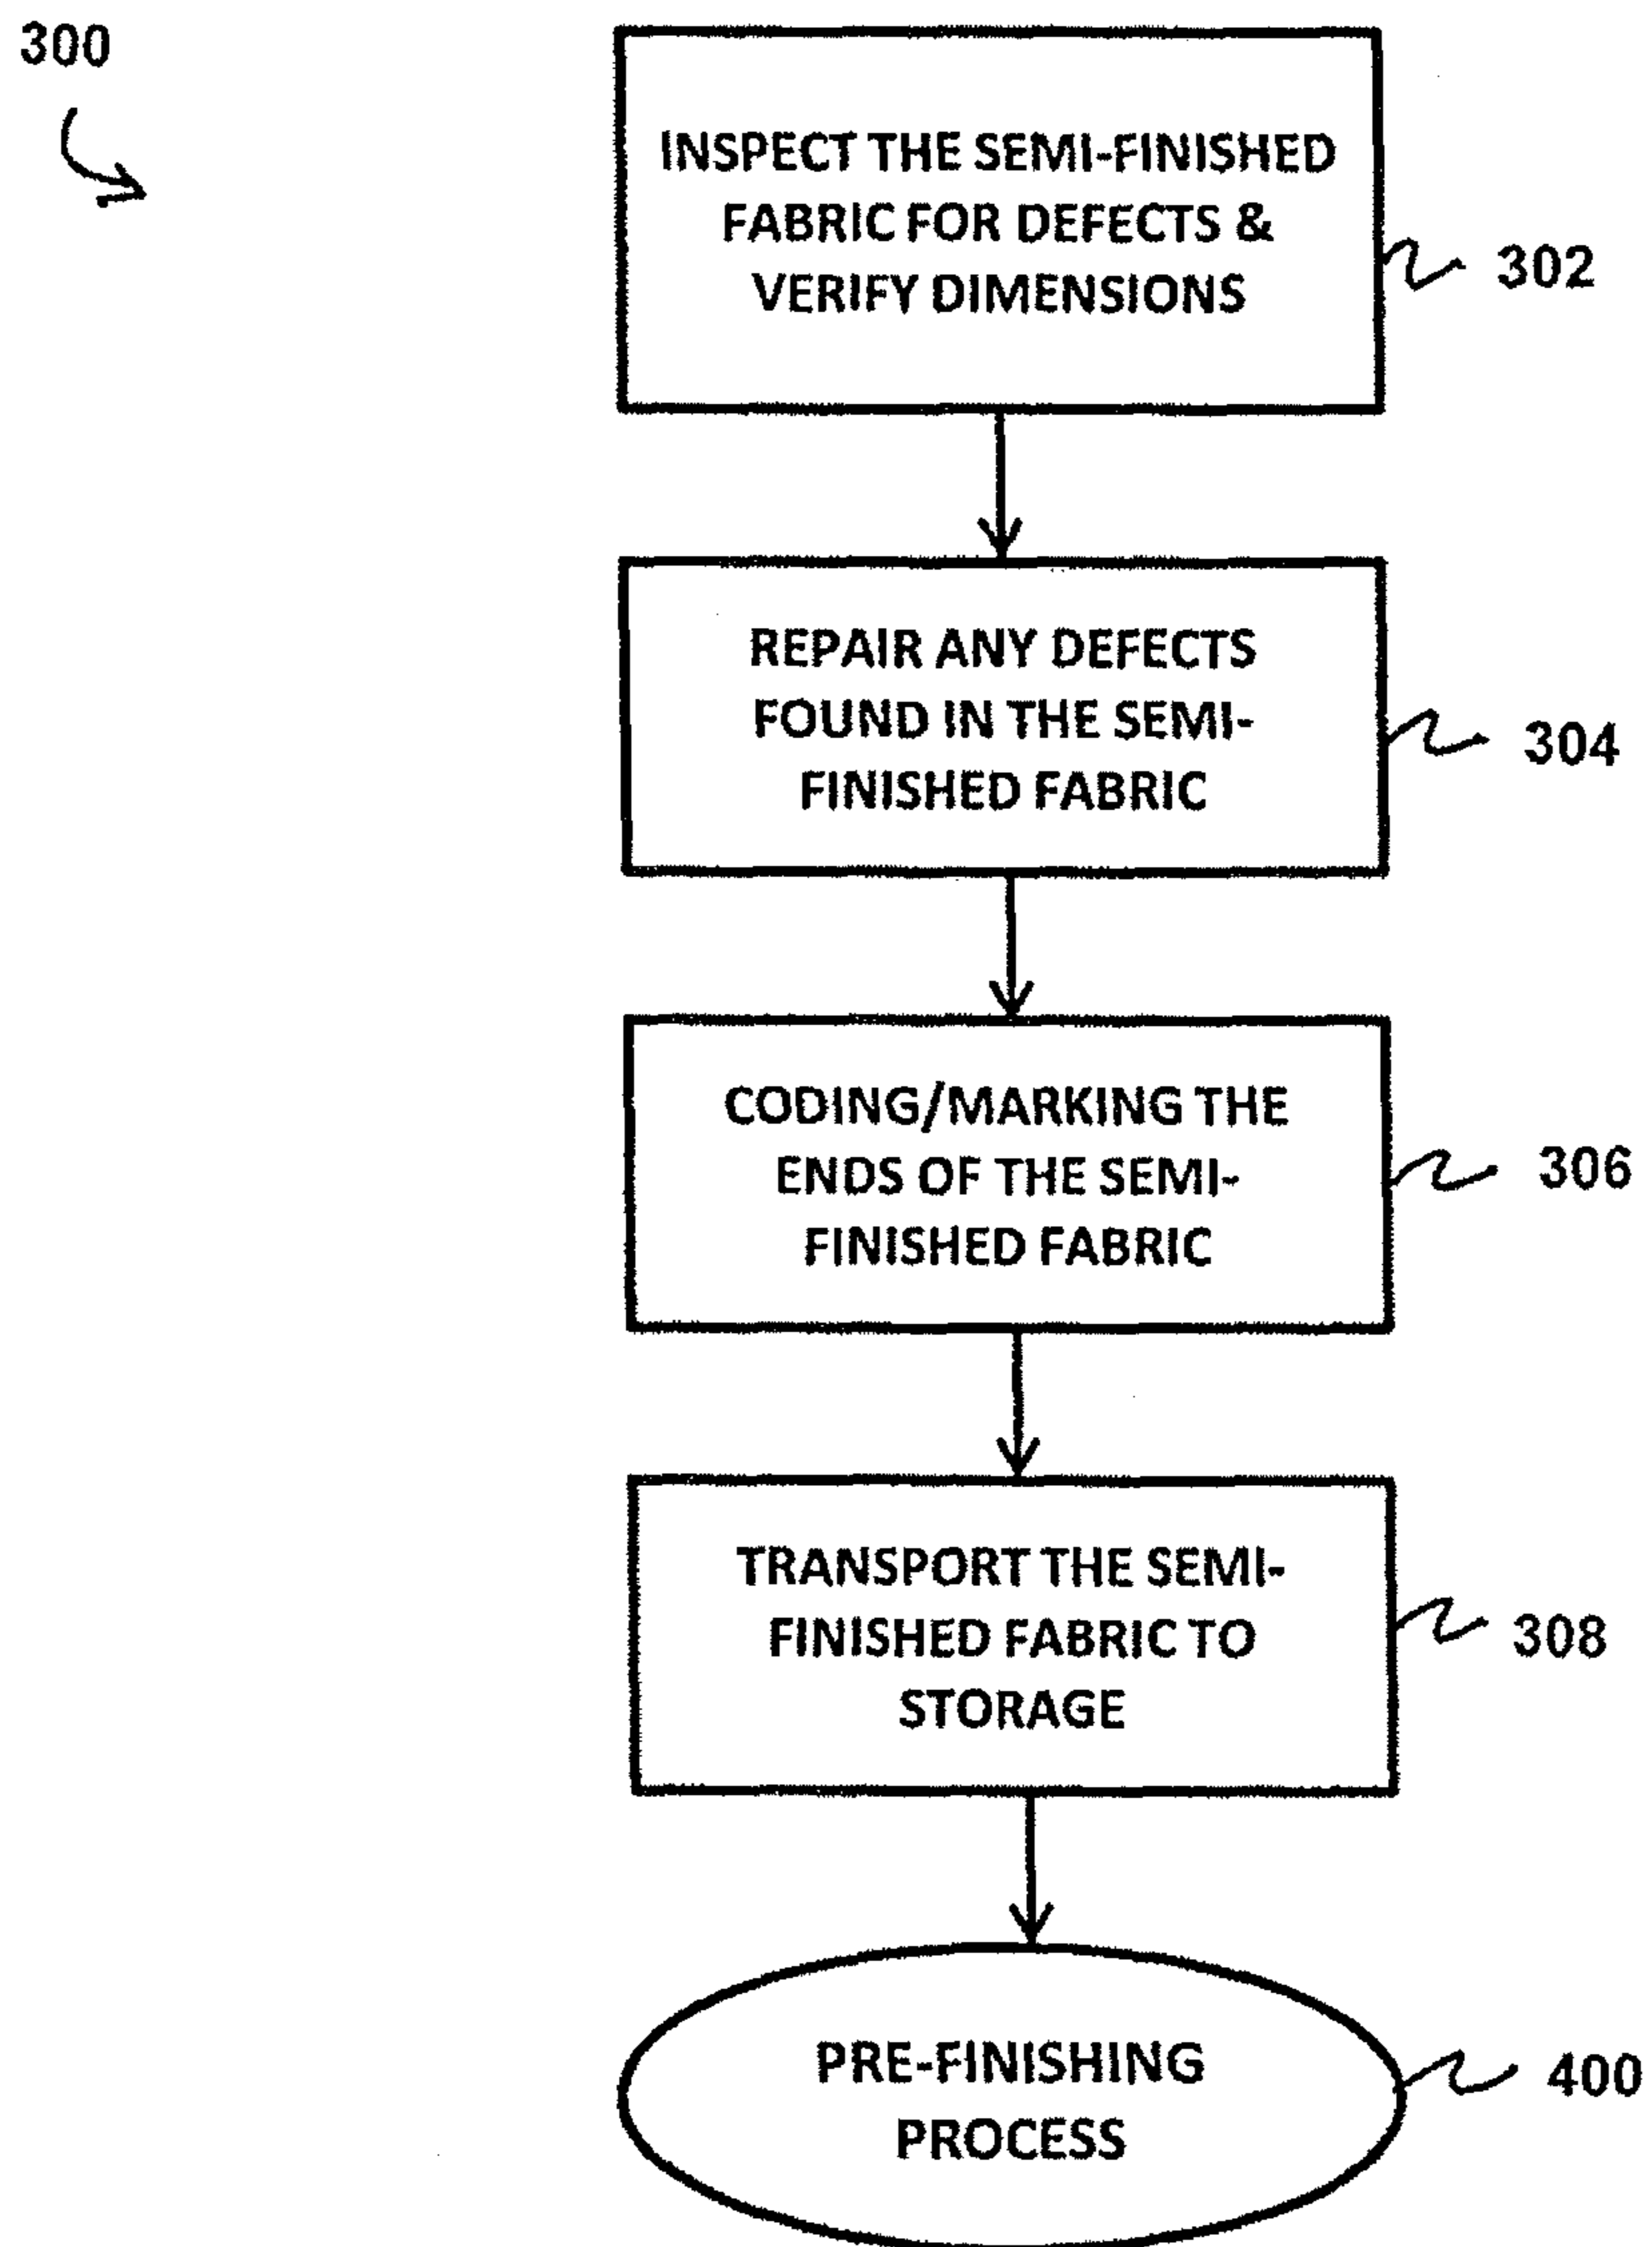 300
INSPECT THE SEMI-FINISHED
FABRIC FOR DEFECTS &
VERIFY DIMENSIONS
302
REPAIR ANY DEFECTS
FOUND IN THE SEMI-
FINISHED FABRIC
304
CODING/MARKING THE
ENDS OF THE SEMI-
FINISHED FABRIC
306
TRANSPORT THE SEMI-
FINISHED FABRIC TO
STORAGE
308
PRE-FINISHING
PROCESS
400